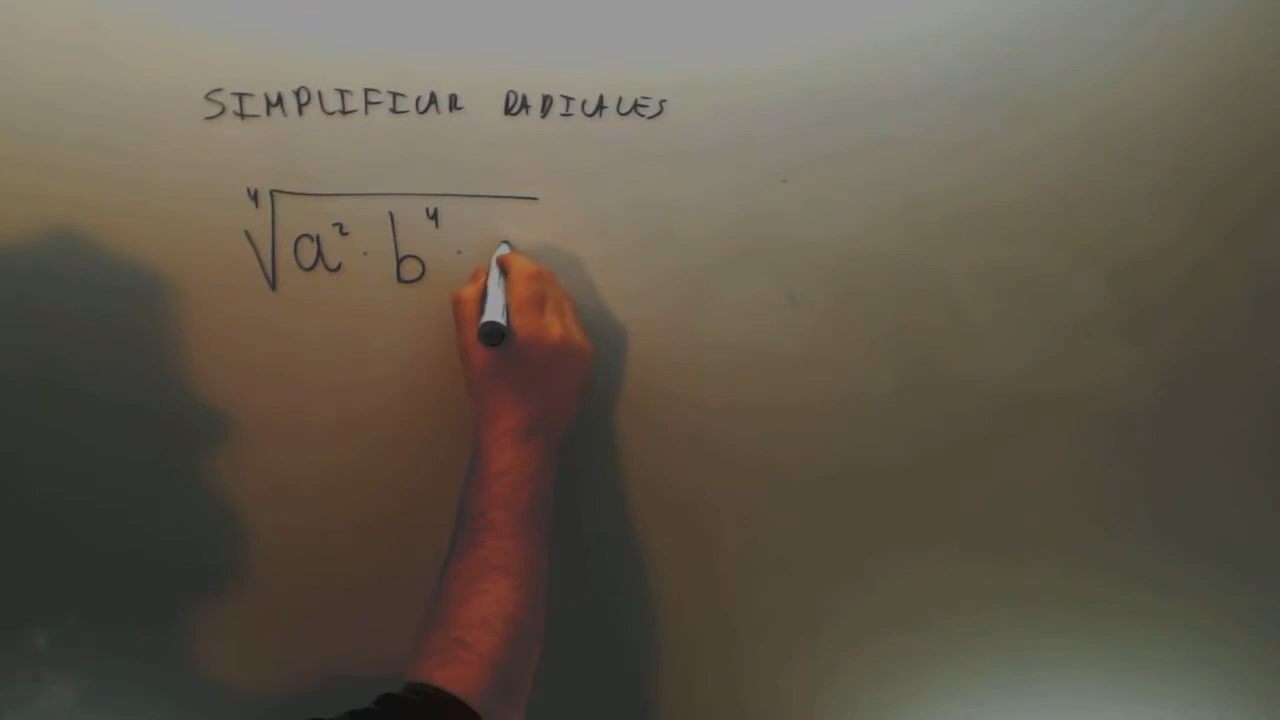 SIMPLIFICAR RADICALES
⁴√a² · b⁴ ·